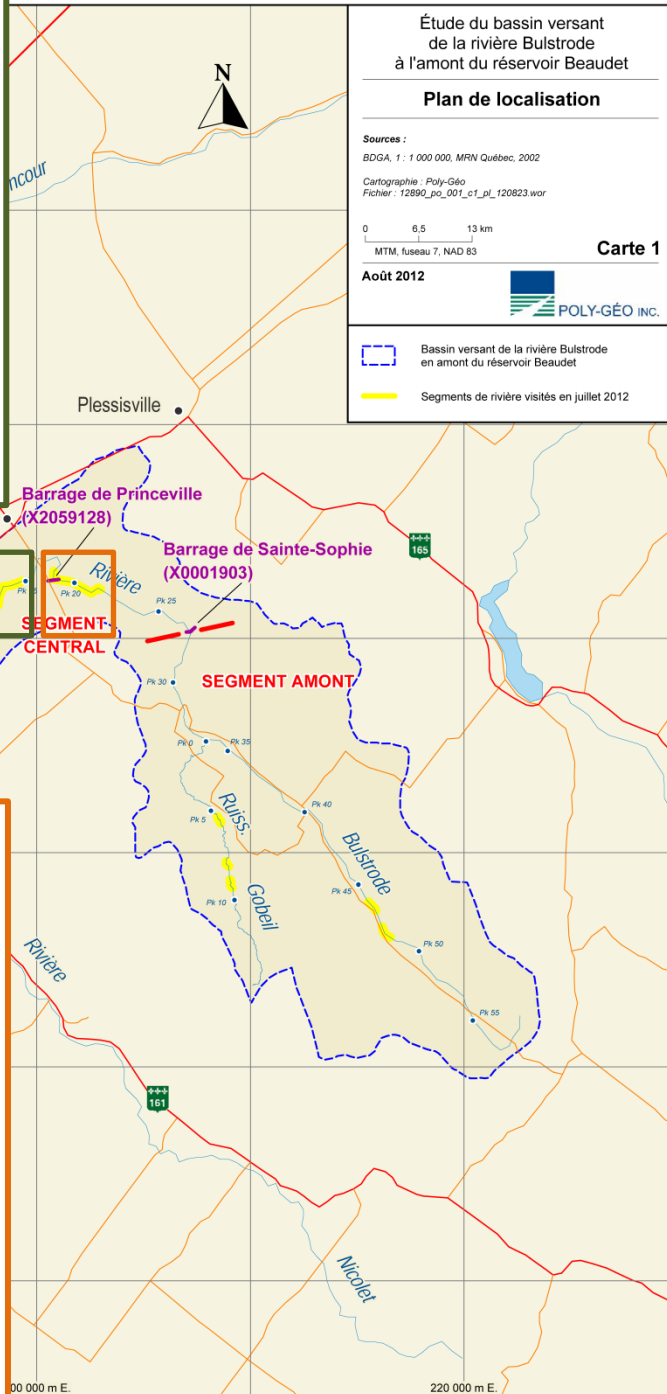 Étude du bassin versant
de la rivière Bulstrode
à l'amont du réservoir Beaudet
Plan de localisation
Sources :
BDGA, 1 : 1 000 000, MRN Québec, 2002
Cartographie : Poly-Géo
Fichier : 12890_po_001_c1_pl_120823.wor
0 6,5 13 km
MTM, fuseau 7, NAD 83
Carte 1
Août 2012
POLY-GÉO INC.
Bassin versant de la rivière Bulstrode
en amont du réservoir Beaudet
Segments de rivière visités en juillet 2012
N
ncour
Plessisville
Barrage de Princeville
(X2059128)
Barrage de Sainte-Sophie
(X0001903)
165
Rivière
Pk 20
Pk 25
SEGMENT
CENTRAL
Pk 30
SEGMENT AMONT
Pk 0
Pk 35
Pk 5
Ruiss.
Pk 40
Bulstrode
Pk 45
Pk 10
Gobeil
Pk 50
Rivière
Pk 55
161
Nicolet
00 000 m E.
220 000 m E.